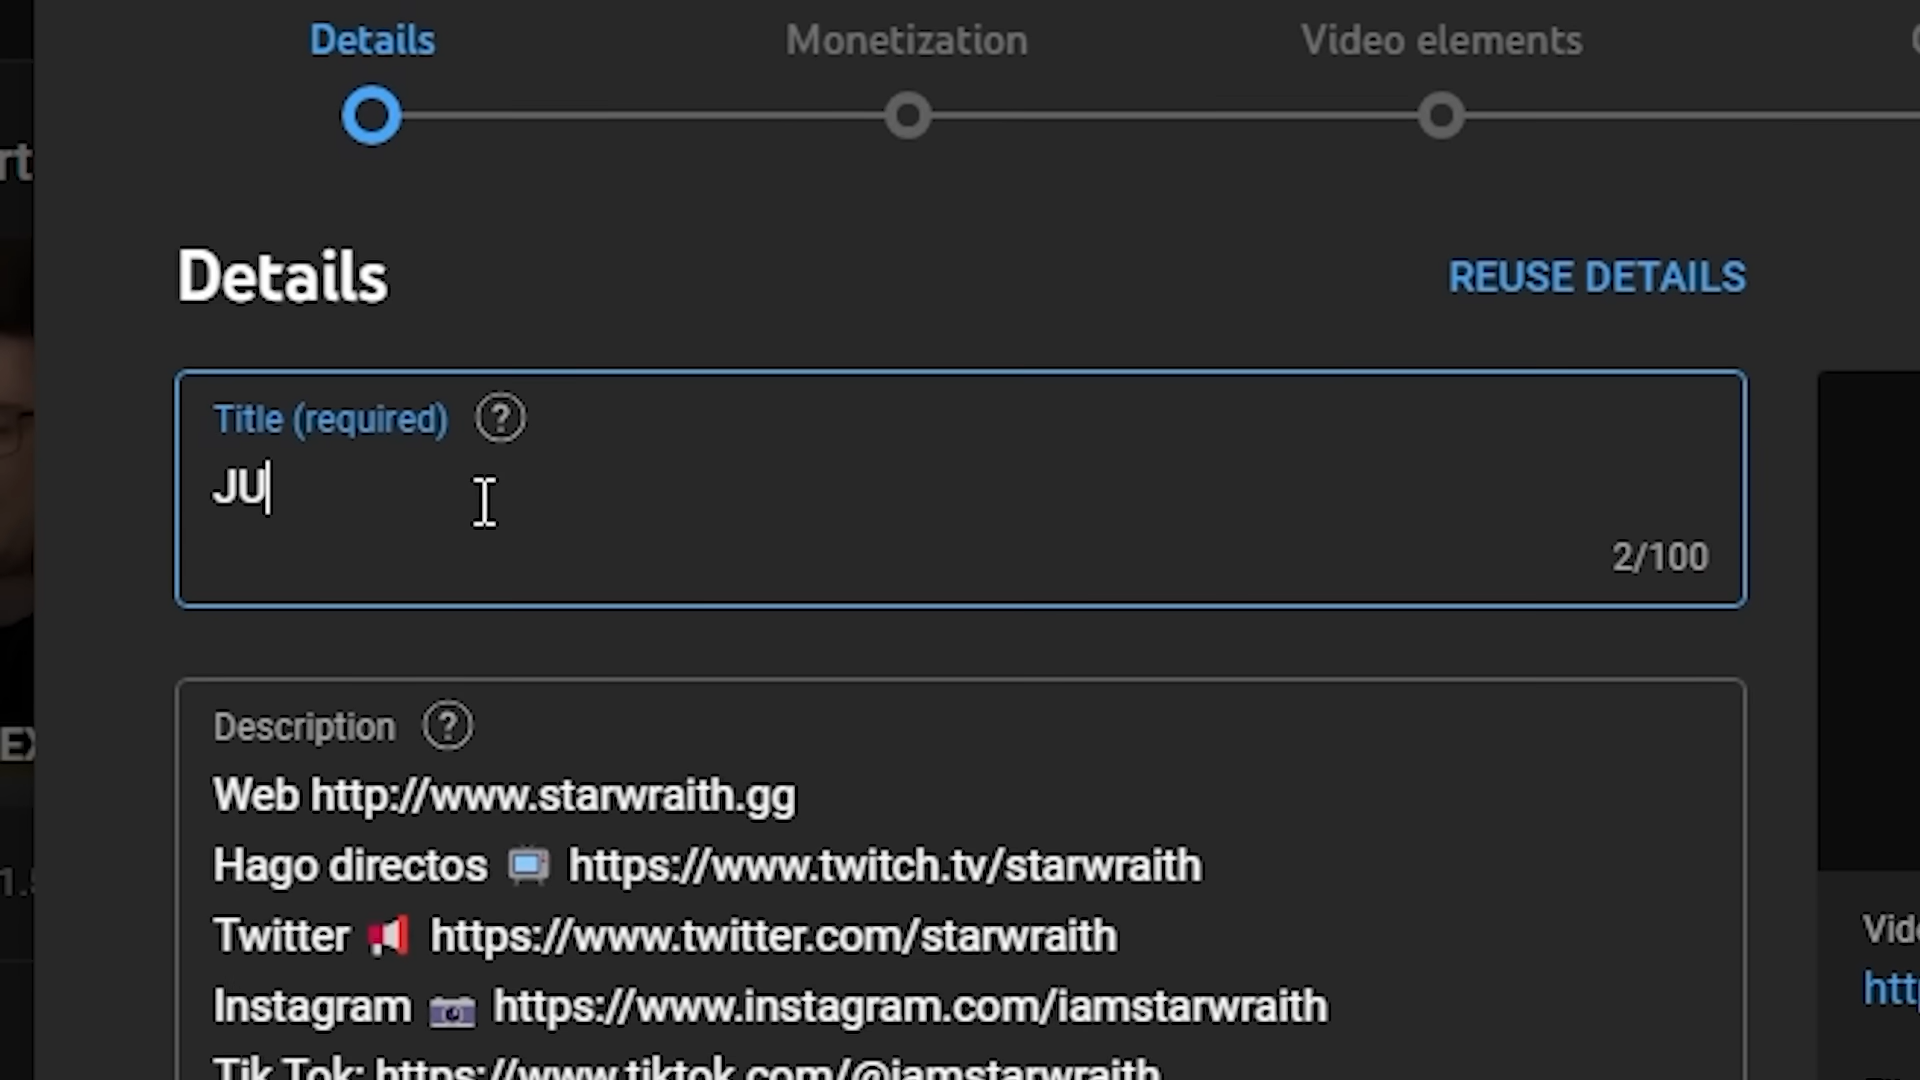 Details Monetization Video elements
Details REUSE DETAILS
Title (required) ?
JU
2/100
Description ?
Web http://www.starwraith.gg
Hago directos https://www.twitch.tv/starwraith
Twitter https://www.twitter.com/starwraith
Instagram https://www.instagram.com/iamstarwraith
Tik Tok: https://www.tiktok.com/@iamstarwraith